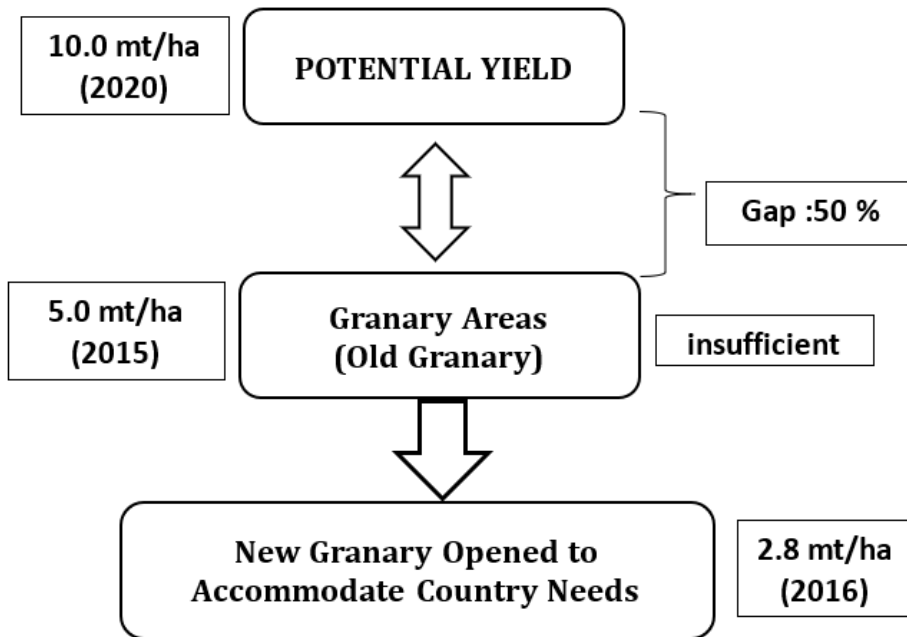 10.0 mt/ha
(2020)
POTENTIAL YIELD
Gap :50 %
5.0 mt/ha
(2015)
Granary Areas
(Old Granary)
insufficient
New Granary Opened to
Accommodate Country Needs
2.8 mt/ha
(2016)